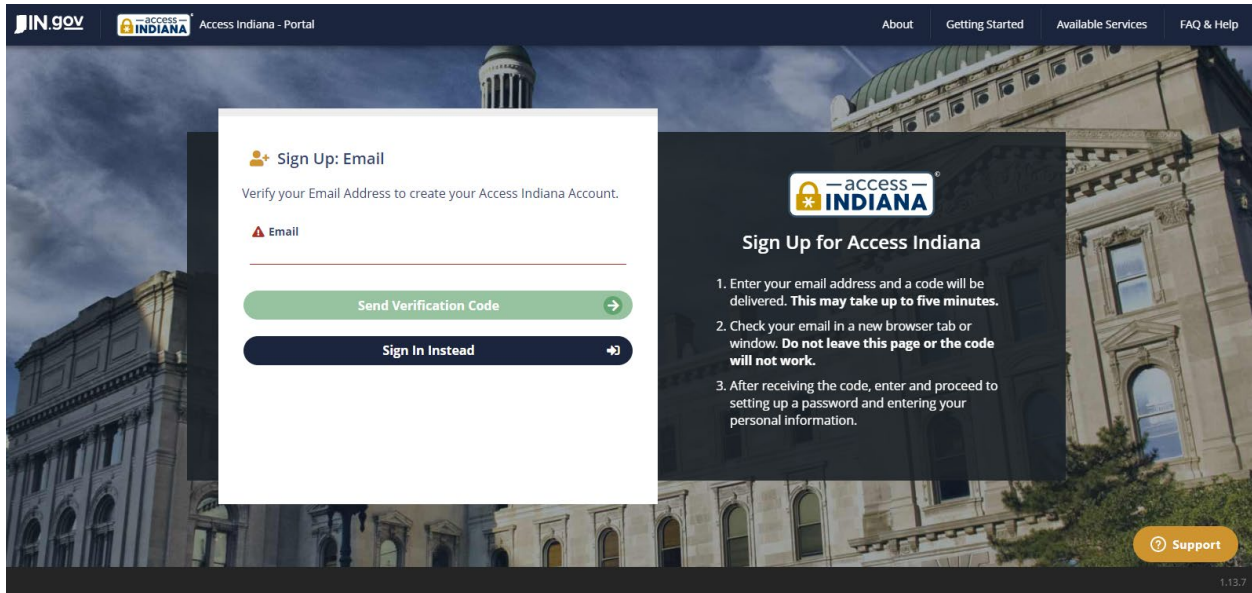 IN.gov
access INDIANA® Access Indiana - Portal
About
Getting Started
Available Services
FAQ & Help
Sign Up: Email
Verify your Email Address to create your Access Indiana Account.
Email
Send Verification Code
Sign In Instead
access
INDIANA®
Sign Up for Access Indiana
1. Enter your email address and a code will be
delivered. This may take up to five minutes.
2. Check your email in a new browser tab or
window. Do not leave this page or the code
will not work.
3. After receiving the code, enter and proceed to
setting up a password and entering your
personal information.
Support
1.13.7